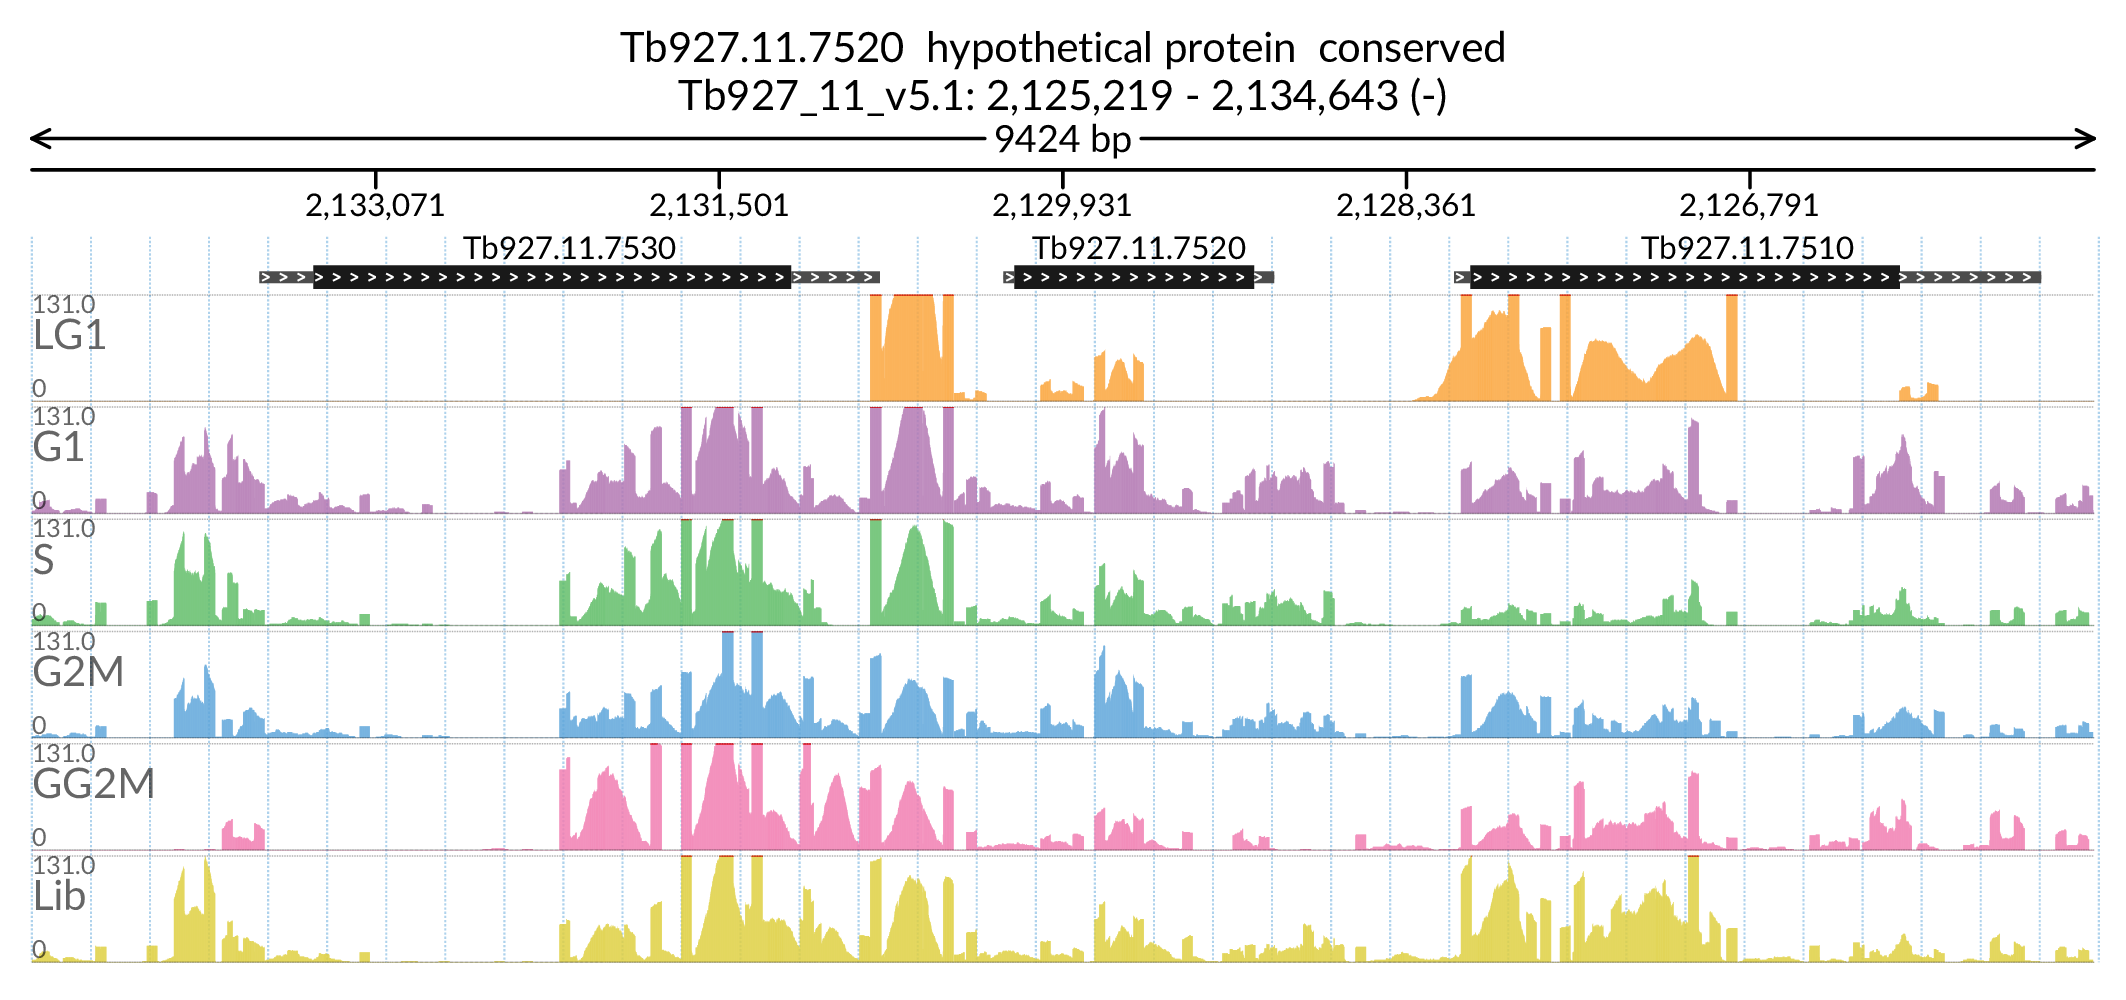 Tb927.11.7520 hypothetical protein conserved
Tb927_11_v5.1: 2,125,219 - 2,134,643 (-)
9424 bp
2,133,071 2,131,501 2,129,931 2,128,361 2,126,791
Tb927.11.7530 Tb927.11.7520 Tb927.11.7510
131.0
LG1
0
131.0
G1
0
131.0
S
0
131.0
G2M
0
131.0
GG2M
0
131.0
Lib
0